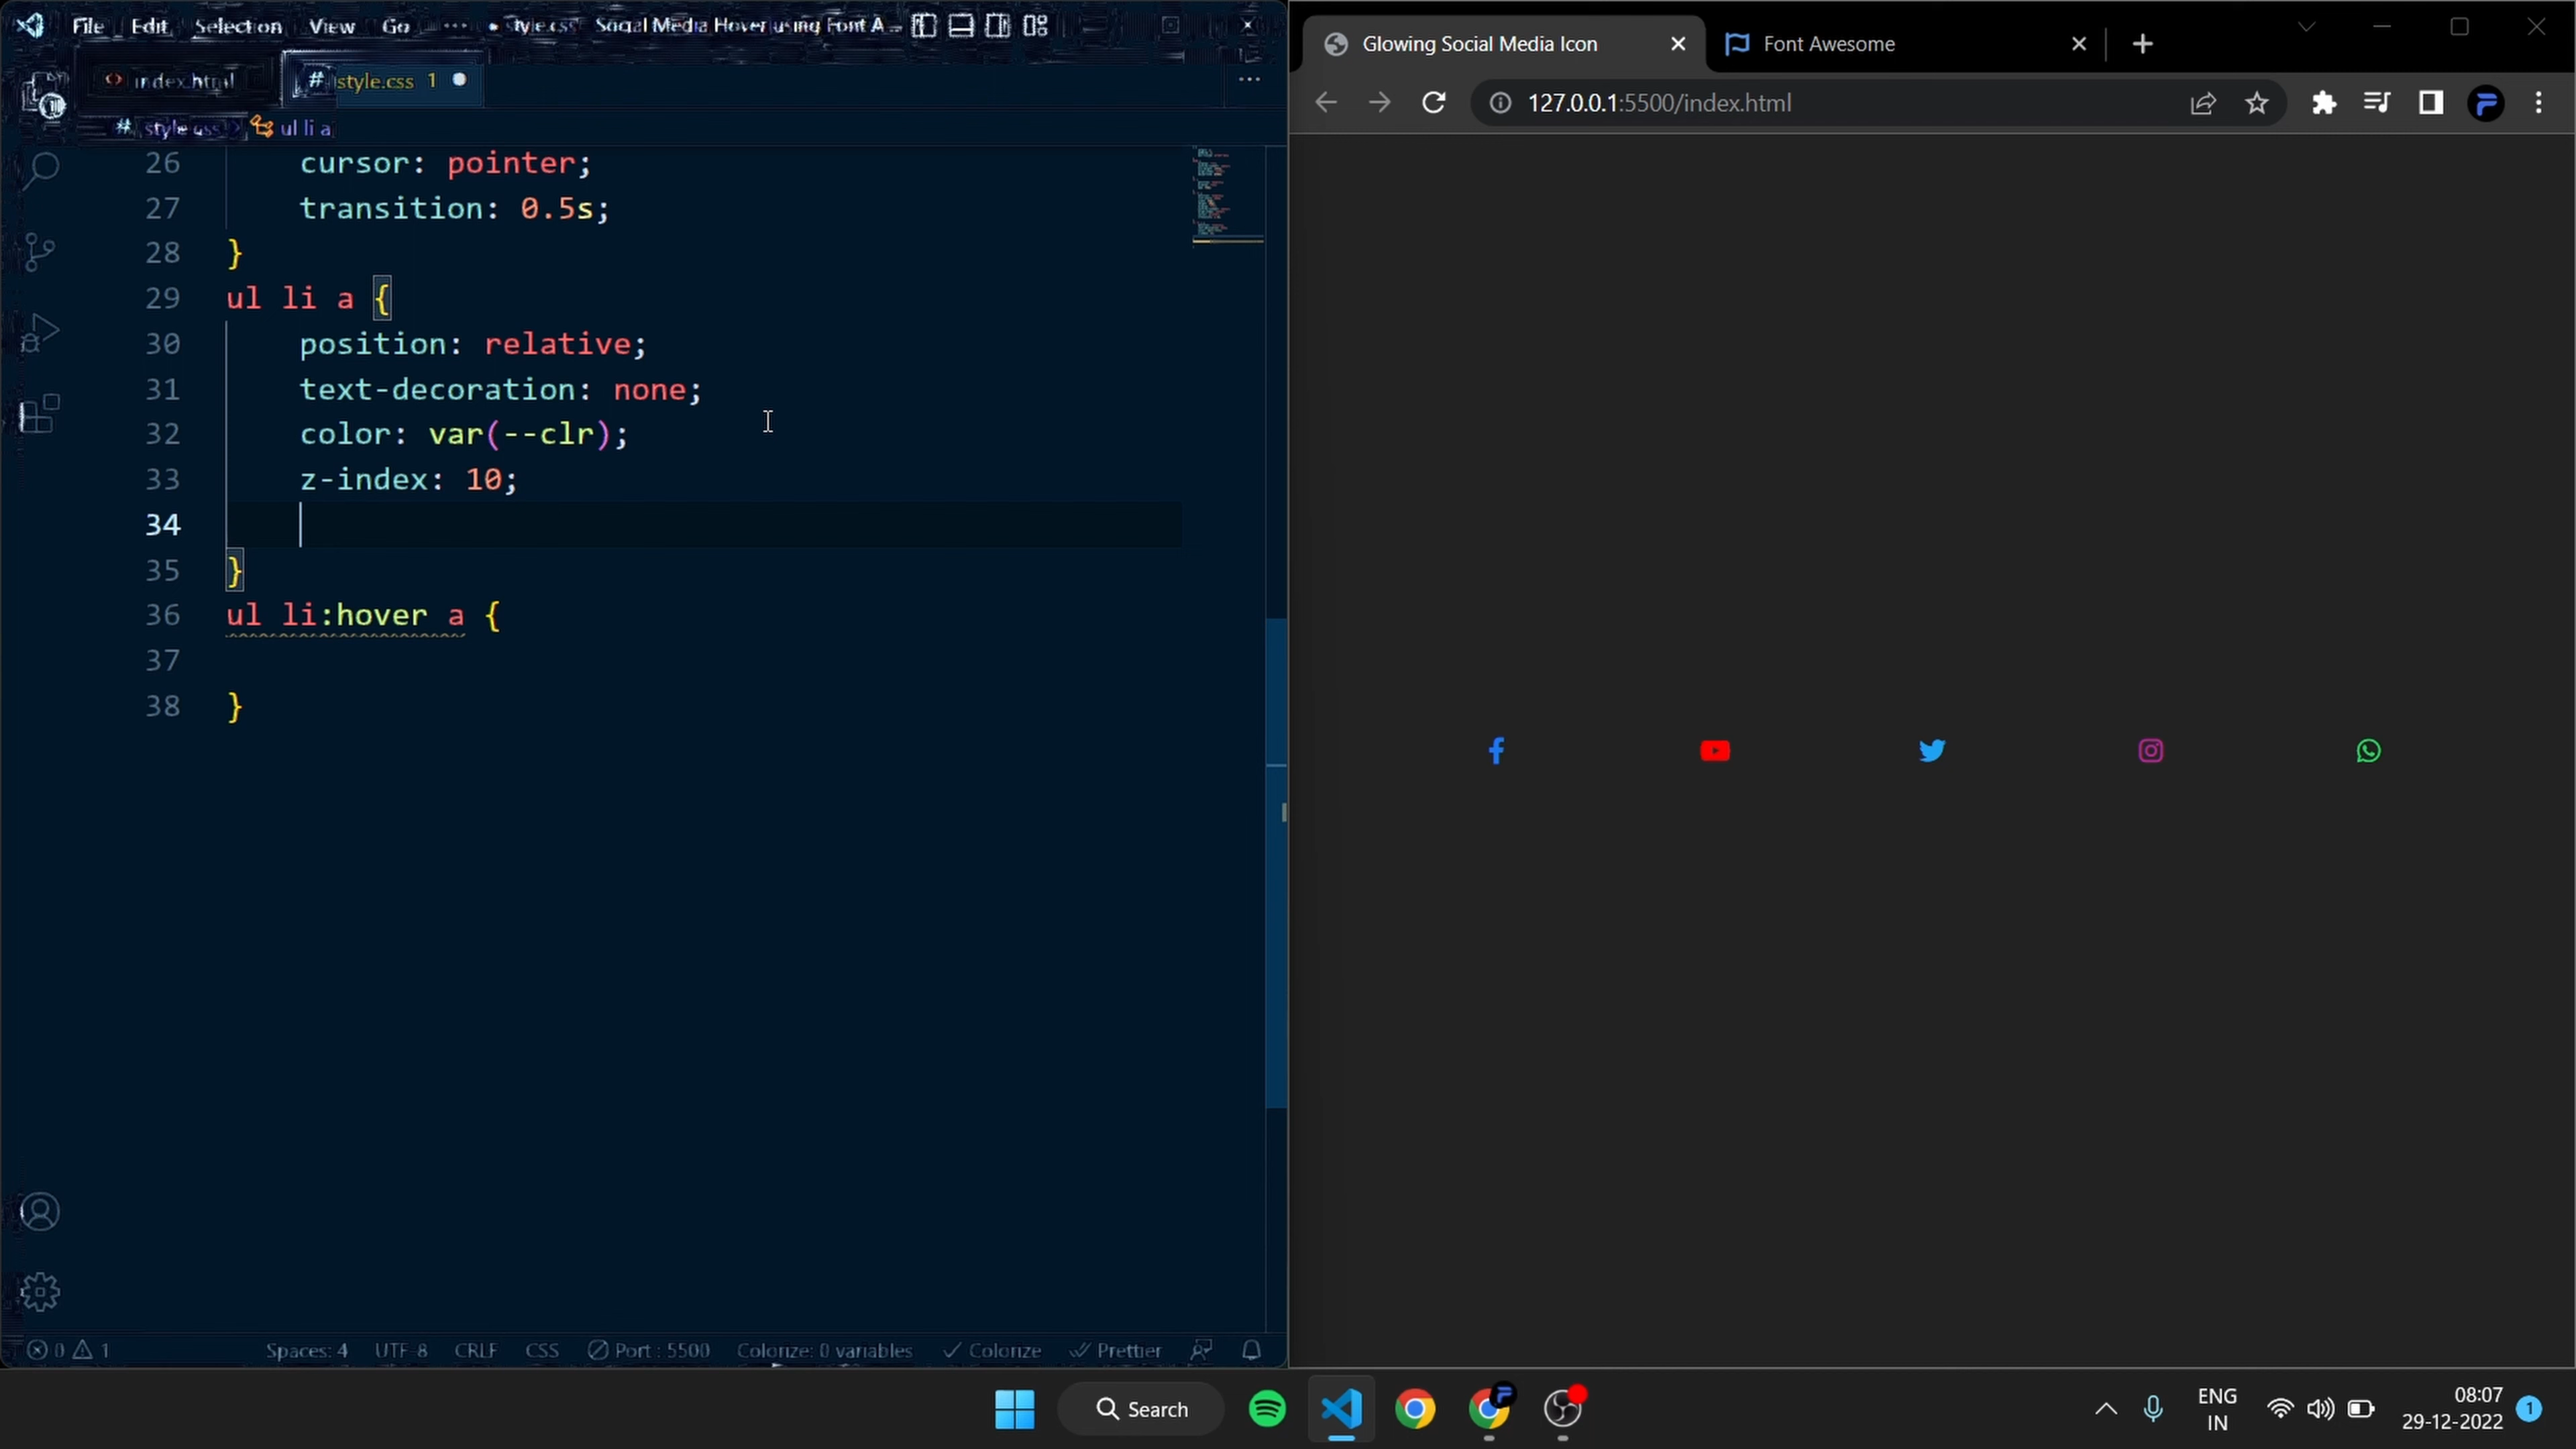 File Edit Selection View Go ··· ● style.css Social Media Hover using Font A...
index.html
# style.css 1 ●
# style.css > ul li a
26 cursor: pointer;
27 transition: 0.5s;
28 }
29 ul li a {
30 position: relative;
31 text-decoration: none;
32 color: var(--clr);
33 z-index: 10;
34
35 }
36 ul li:hover a {
37
38 }
0 1 Spaces: 4 UTF-8 CRLF CSS Port : 5500 Colorize: 0 variables Colorize Prettier
Glowing Social Media Icon
Font Awesome
127.0.0.1:5500/index.html
Search
ENG
IN
08:07
29-12-2022
1